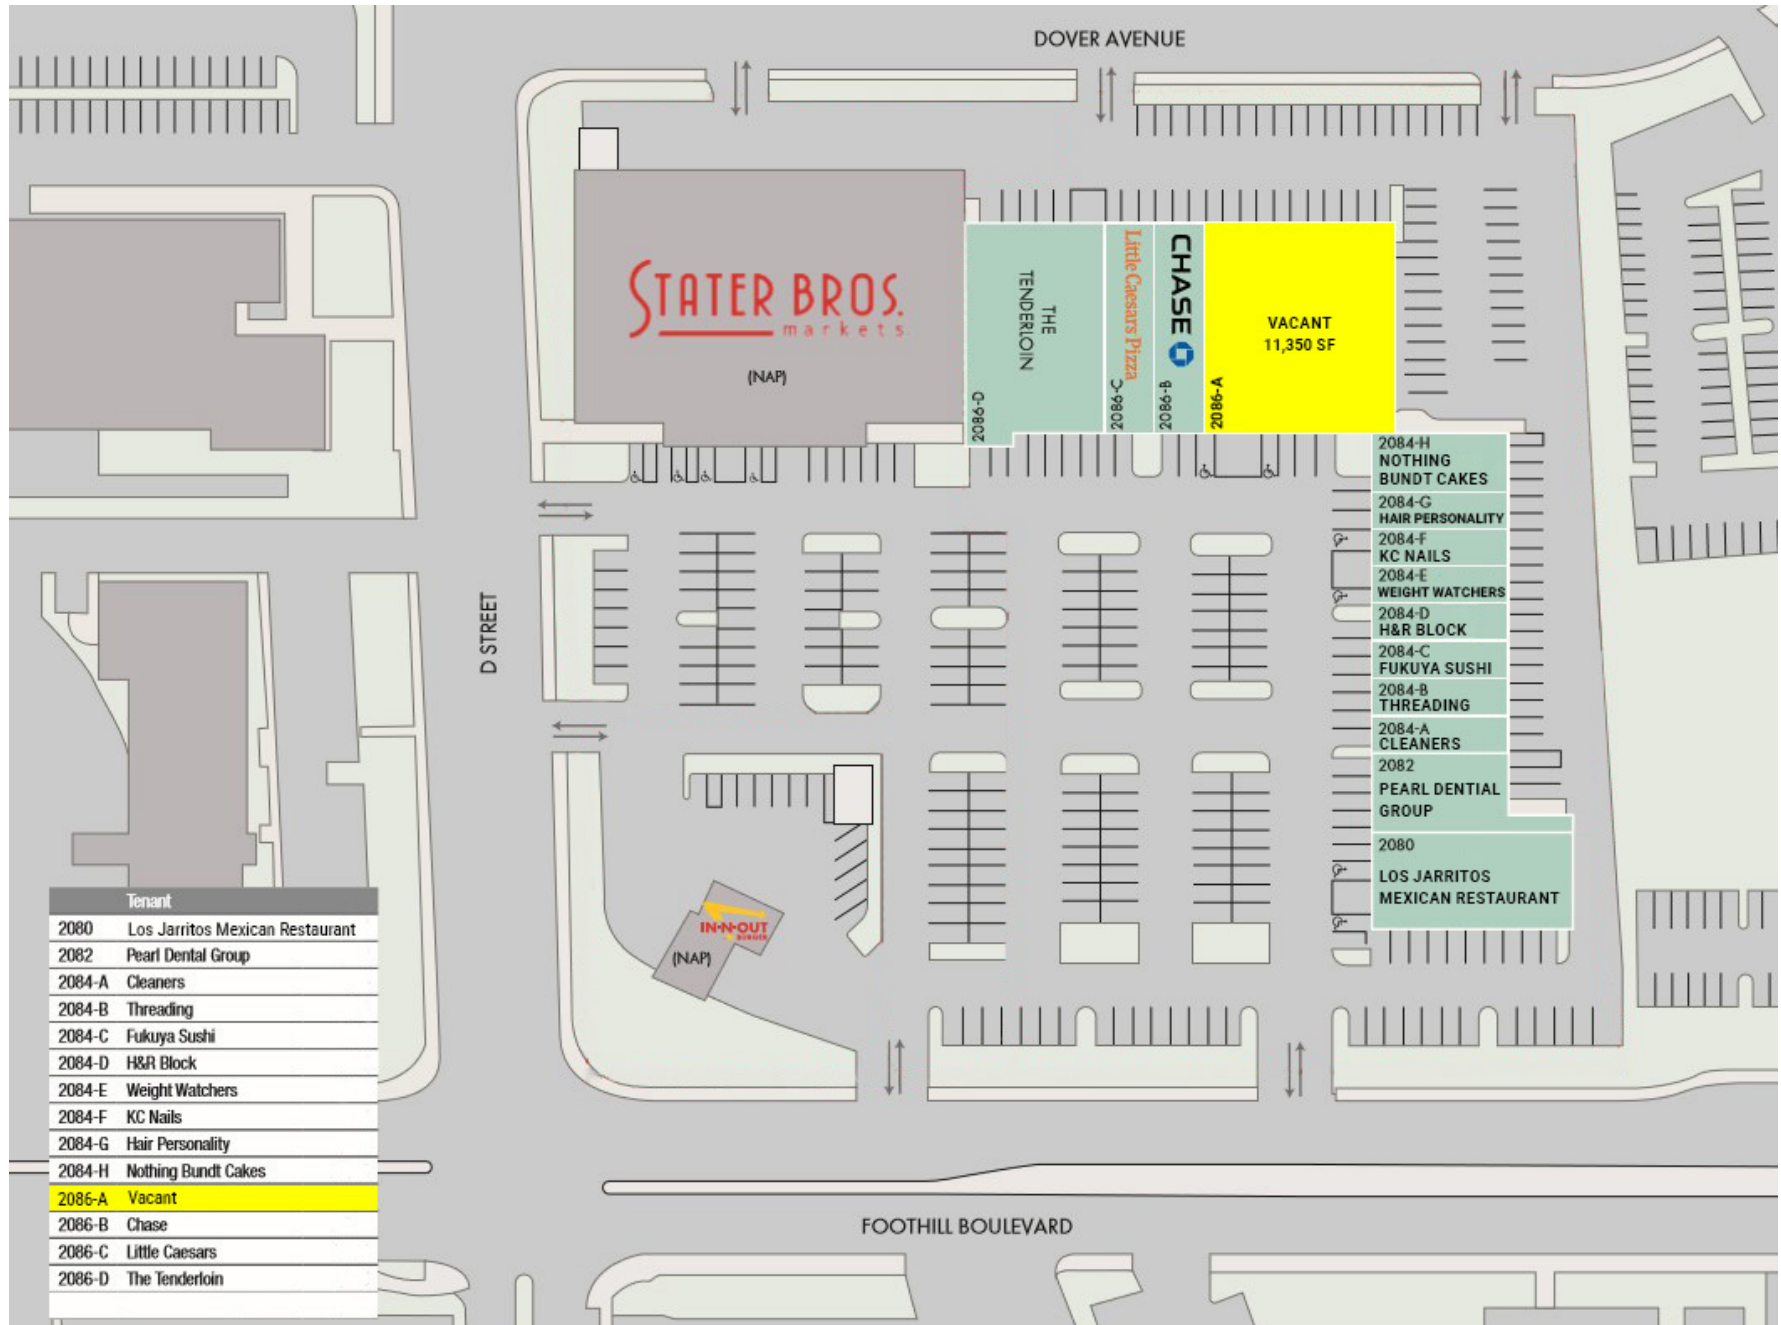 DOVER AVENUE
STATER BROS.
markets
(NAP)
THE
TENDERLOIN
2086-D
Little Caesars Pizza
2086-C
CHASE
2086-B
VACANT
11,350 SF
2086-A
2084-H
NOTHING
BUNDT CAKES
2084-G
HAIR PERSONALITY
2084-F
KC NAILS
2084-E
WEIGHT WATCHERS
2084-D
H&R BLOCK
2084-C
FUKUYA SUSHI
2084-B
THREADING
2084-A
CLEANERS
2082
PEARL DENTIAL
GROUP
2080
LOS JARRITOS
MEXICAN RESTAURANT
D STREET
IN-N-OUT
BURGER
(NAP)
Tenant
2080 Los Jarritos Mexican Restaurant
2082 Pearl Dental Group
2084-A Cleaners
2084-B Threading
2084-C Fukuya Sushi
2084-D H&R Block
2084-E Weight Watchers
2084-F KC Nails
2084-G Hair Personality
2084-H Nothing Bundt Cakes
2086-A Vacant
2086-B Chase
2086-C Little Caesars
2086-D The Tenderloin
FOOTHILL BOULEVARD